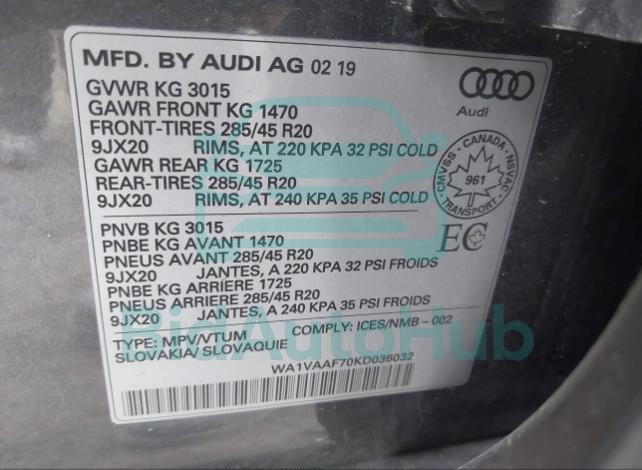 MFD. BY AUDI AG 02 19
GVWR KG 3015
GAWR FRONT KG 1470
FRONT-TIRES 285/45 R20
9JX20 RIMS, AT 220 KPA 32 PSI COLD
GAWR REAR KG 1725
REAR-TIRES 285/45 R20
9JX20 RIMS, AT 240 KPA 35 PSI COLD
Audi
CMVSS - CANADA - NSVAC
961
TRANSPORT
PNVB KG 3015
PNBE KG AVANT 1470
PNEUS AVANT 285/45 R20
9JX20 JANTES, A 220 KPA 32 PSI FROIDS
PNBE KG ARRIERE 1725
PNEUS ARRIERE 285/45 R20
9JX20 JANTES, A 240 KPA 35 PSI FROIDS
EC
TYPE: MPV/VTUM COMPLY: ICES/NMB - 002
SLOVAKIA/ SLOVAQUIE
WA1VAAF70KD036032
BidAutoHub